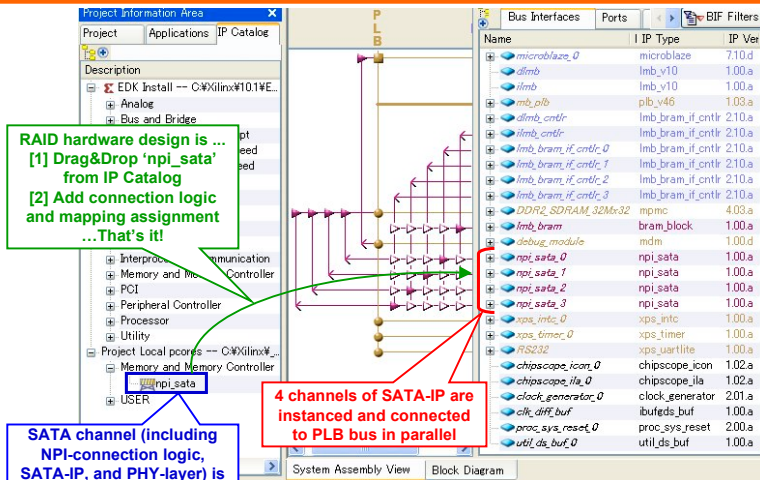 Project Information Area
Project
Applications
IP Catalog
Description
EDK Install -- C:¥Xilinx¥10.1¥E...
Analog
Bus and Bridge
pt
eed
eed
Interproc
munication
Memory and M
Controller
PCI
Peripheral Controller
Processor
Utility
Project Local pcores -- C:¥Xilinx¥_...
Memory and Memory Controller
npi_sata
USER
RAID hardware design is ...
[1] Drag&Drop ‘npi_sata’
from IP Catalog
[2] Add connection logic
and mapping assignment
…That’s it!
SATA channel (including
NPI-connection logic,
SATA-IP, and PHY-layer) is
P
L
B
4 channels of SATA-IP are
instanced and connected
to PLB bus in parallel
System Assembly View
Block Diagram
Bus Interfaces
Ports
BIF Filters
Name
IP Type
IP Ver
microblaze_0 microblaze 7.10.d
dlmb lmb_v10 1.00.a
ilmb lmb_v10 1.00.a
mb_plb plb_v46 1.03.a
dlmb_cntlr lmb_bram_if_cntlr 2.10.a
ilmb_cntlr lmb_bram_if_cntlr 2.10.a
lmb_bram_if_cntlr_0 lmb_bram_if_cntlr 2.10.a
lmb_bram_if_cntlr_1 lmb_bram_if_cntlr 2.10.a
lmb_bram_if_cntlr_2 lmb_bram_if_cntlr 2.10.a
lmb_bram_if_cntlr_3 lmb_bram_if_cntlr 2.10.a
DDR2_SDRAM_32Mx32 mpmc 4.03.a
lmb_bram bram_block 1.00.a
debug_module mdm 1.00.d
npi_sata_0 npi_sata 1.00.a
npi_sata_1 npi_sata 1.00.a
npi_sata_2 npi_sata 1.00.a
npi_sata_3 npi_sata 1.00.a
xps_intc_0 xps_intc 1.00.a
xps_timer_0 xps_timer 1.00.a
RS232 xps_uartlite 1.00.a
chipscope_icon_0 chipscope_icon 1.02.a
chipscope_ila_0 chipscope_ila 1.02.a
clock_generator_0 clock_generator 2.01.a
clk_diff_buf ibufgds_buf 1.00.a
proc_sys_reset_0 proc_sys_reset 2.00.a
util_ds_buf_0 util_ds_buf 1.00.a